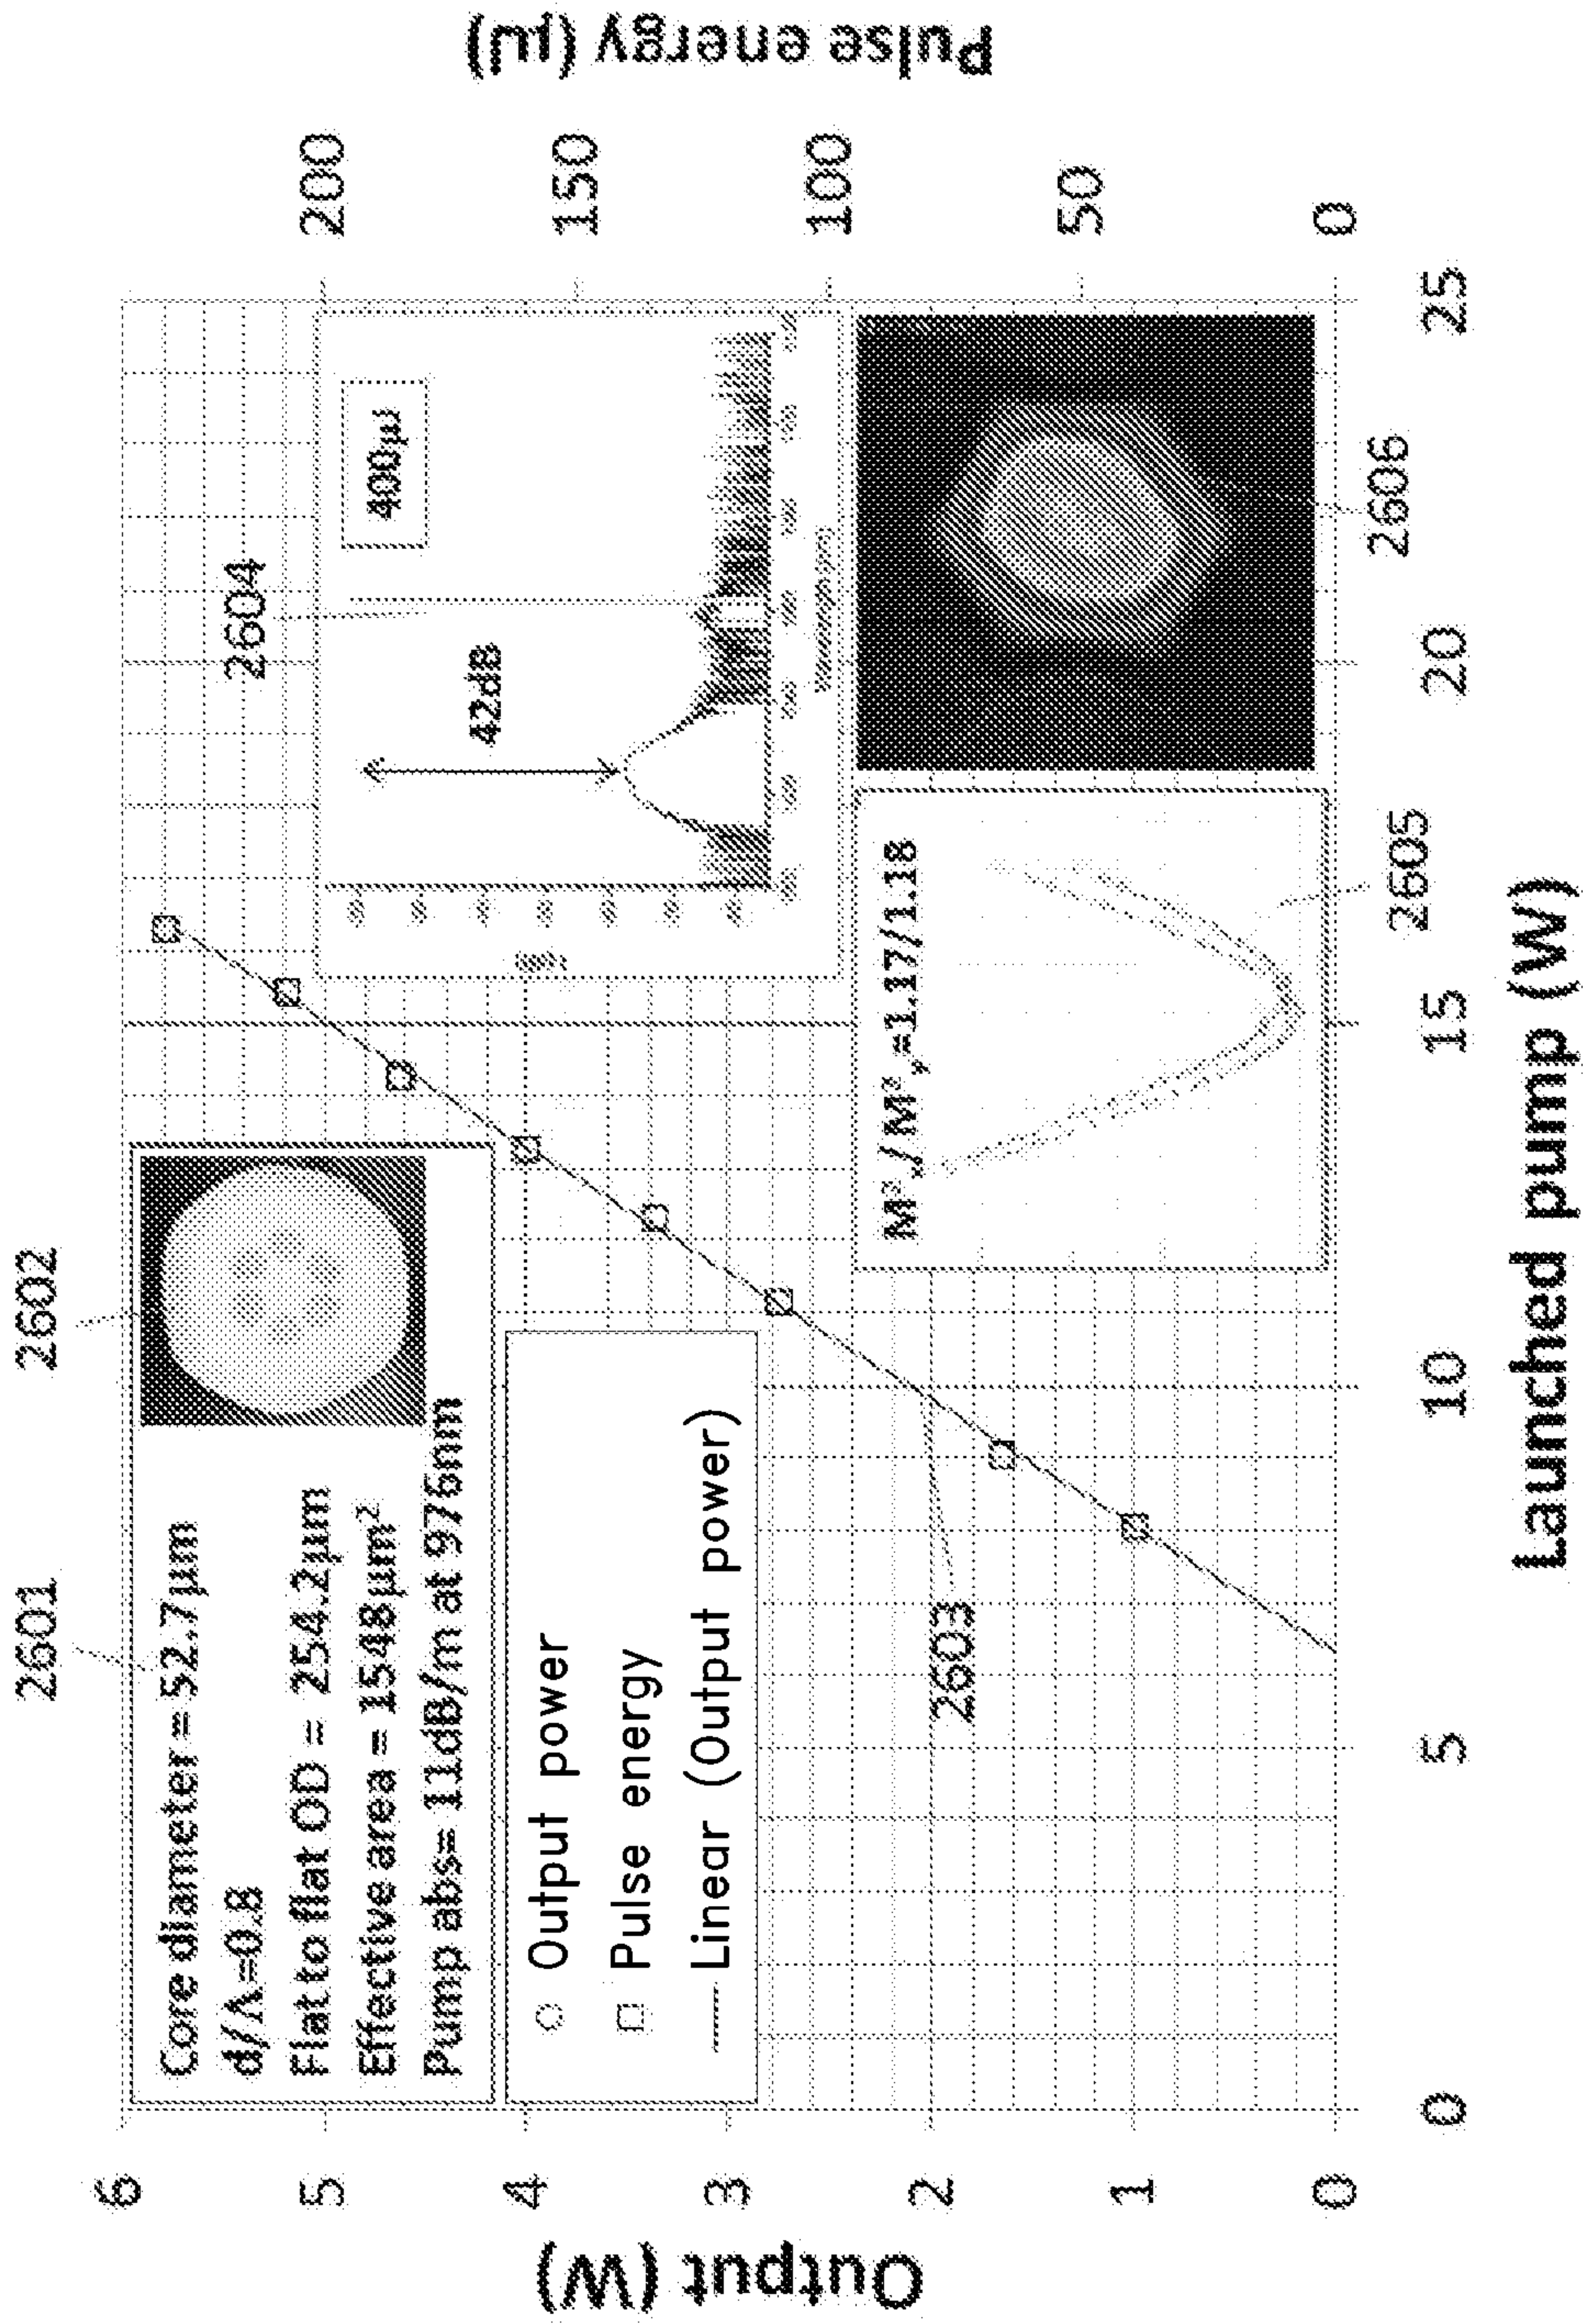 2601
2602
Core diameter = 52.7µm
d/Λ=0.8
Flat to flat OD = 254.2µm
Effective area = 1548µm²
Pump abs= 11dB/m at 976nm
Output power
Pulse energy
Linear (Output power)
2603
2604
400µJ
42dB
M²ₓ/M²ᵧ=1.17/1.18
2605
2606
Output (W)
6
5
4
3
2
1
0
Pulse energy (µJ)
200
150
100
50
0
0
5
10
15
20
25
Launched pump (W)